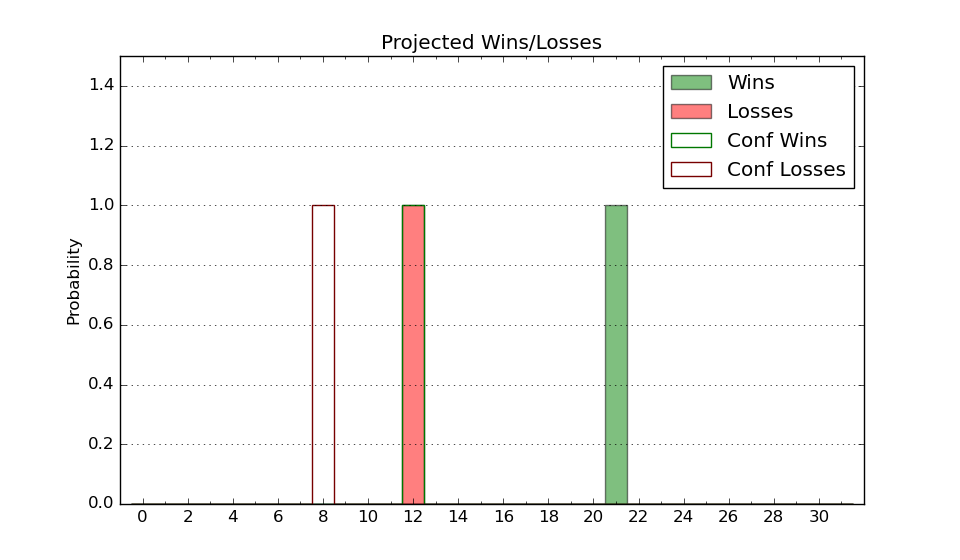 Projected Wins/Losses
Probability
1.4
1.2
1.0
0.8
0.6
0.4
0.2
0.0
Wins
Losses
Conf Wins
Conf Losses
0 2 4 6 8 10 12 14 16 18 20 22 24 26 28 30